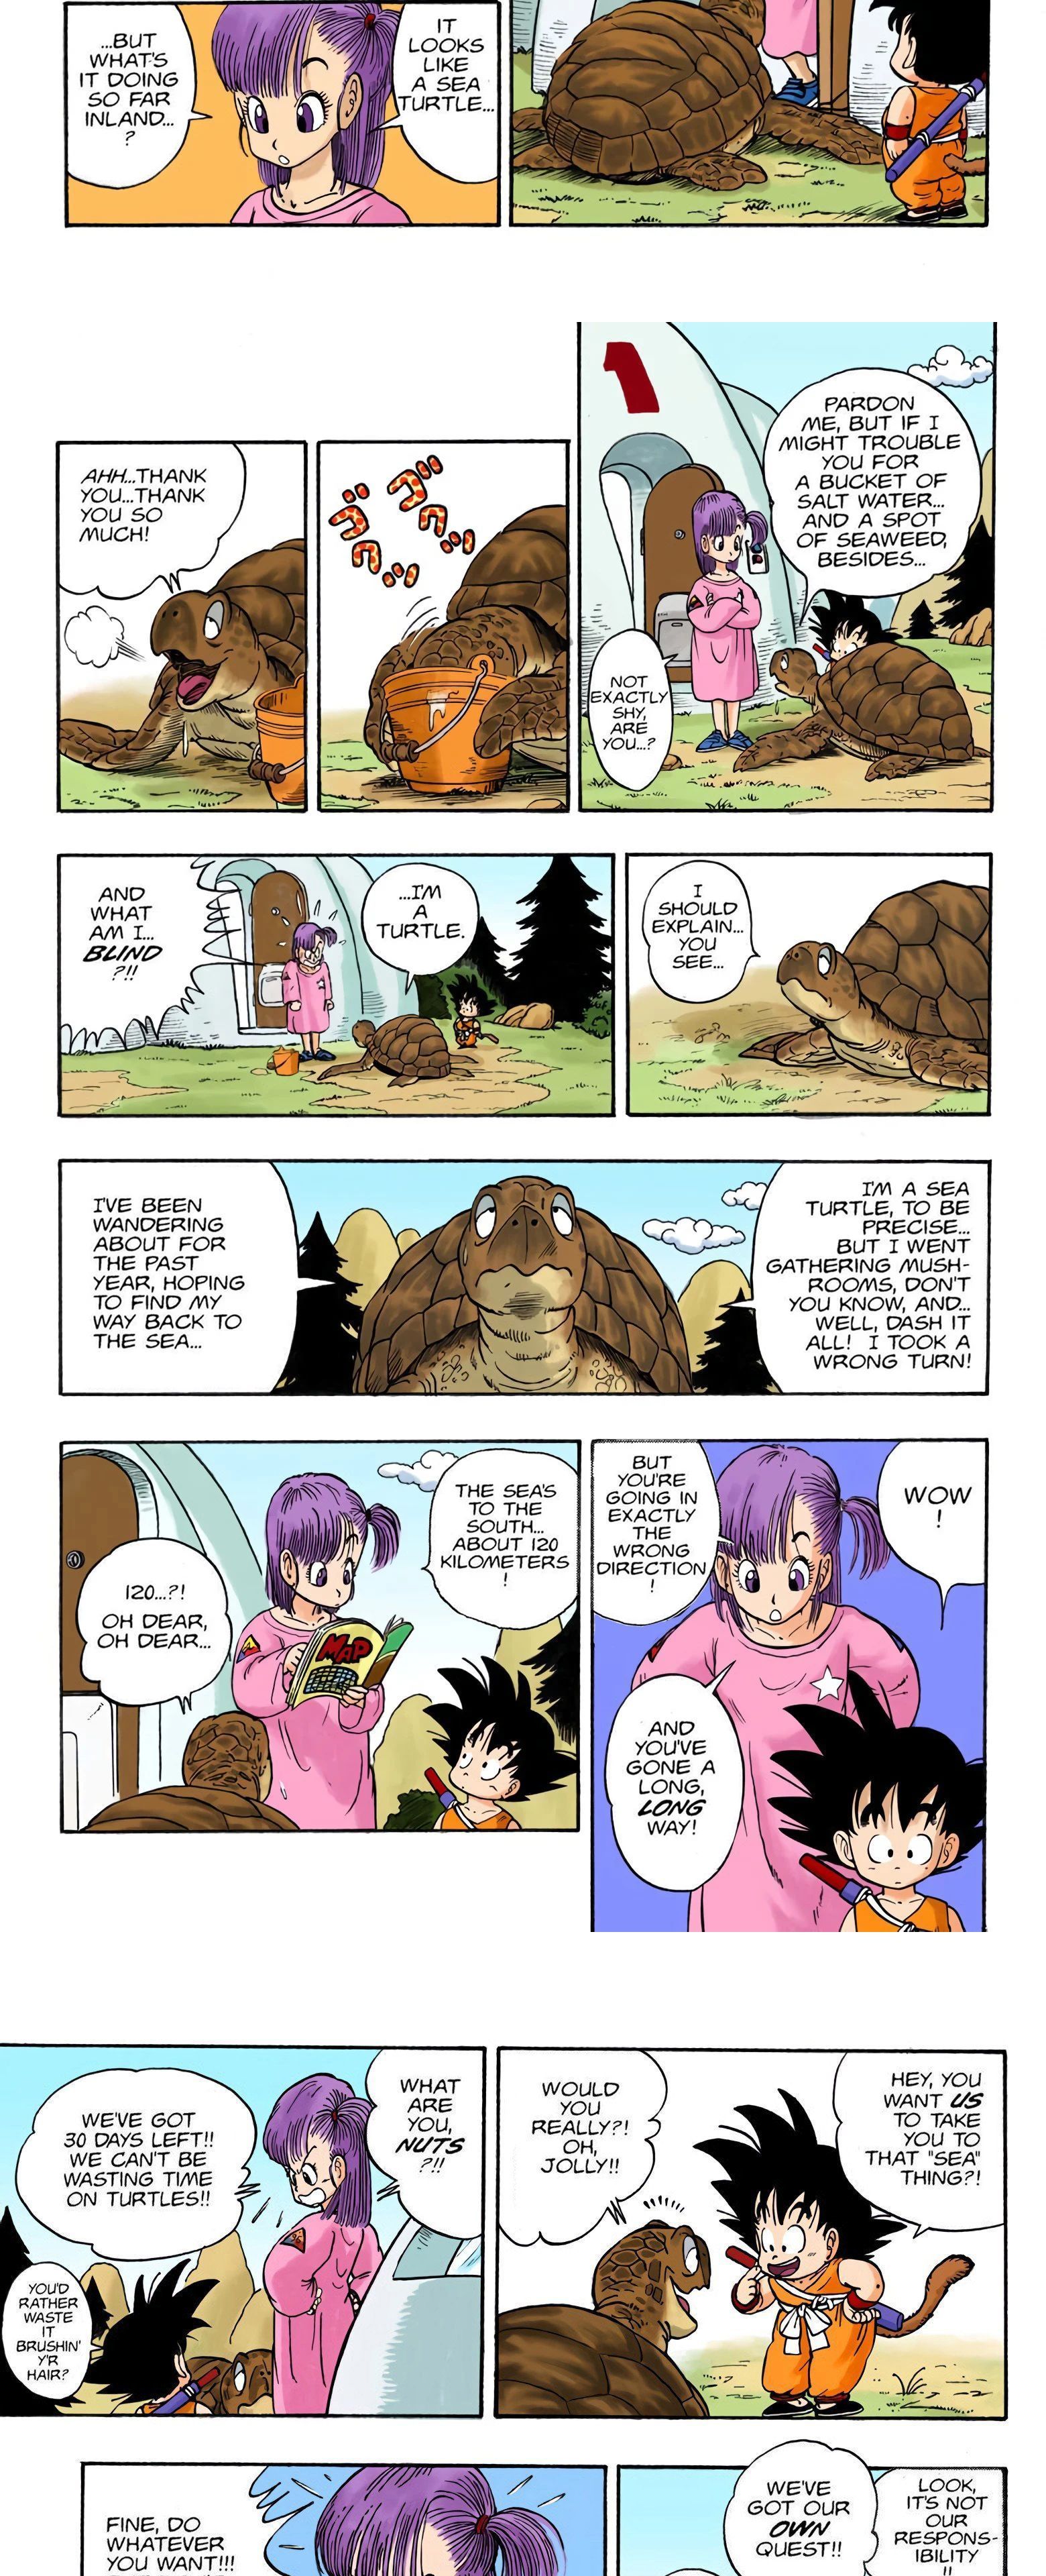 IT
LOOKS
LIKE
A SEA
TURTLE...
...BUT
WHAT'S
IT DOING
SO FAR
INLAND...
?
1
PARDON
ME, BUT IF I
MIGHT TROUBLE
YOU FOR
A BUCKET OF
SALT WATER...
AND A SPOT
OF SEAWEED,
BESIDES...
NOT
EXACTLY
SHY,
ARE
YOU...?
ゴクッ
ゴクッ
AHH...THANK
YOU...THANK
YOU SO
MUCH!
I
SHOULD
EXPLAIN...
YOU
SEE...
...I'M
A
TURTLE.
AND
WHAT
AM I...
BLIND
?!!
I'M A SEA
TURTLE, TO BE
PRECISE...
BUT I WENT
GATHERING MUSH-
ROOMS, DON'T
YOU KNOW, AND...
WELL, DASH IT
ALL! I TOOK A
WRONG TURN!
I'VE BEEN
WANDERING
ABOUT FOR
THE PAST
YEAR, HOPING
TO FIND MY
WAY BACK TO
THE SEA...
WOW
!
BUT
YOU'RE
GOING IN
EXACTLY
THE
WRONG
DIRECTION
!
AND
YOU'VE
GONE A
LONG,
LONG
WAY!
THE SEA'S
TO THE
SOUTH...
ABOUT 120
KILOMETERS
!
MAP
120...?!
OH DEAR,
OH DEAR...
HEY, YOU
WANT US
TO TAKE
YOU TO
THAT "SEA"
THING?!
WOULD
YOU
REALLY?!
OH,
JOLLY!!
WHAT
ARE
YOU,
NUTS
?!!
WE'VE GOT
30 DAYS LEFT!!
WE CAN'T BE
WASTING TIME
ON TURTLES!!
YOU'D
RATHER
WASTE
IT
BRUSHIN'
Y'R
HAIR?
LOOK,
IT'S NOT
OUR
RESPONS-
IBILITY
!!
WE'VE
GOT OUR
OWN
QUEST!!
FINE, DO
WHATEVER
YOU WANT!!!